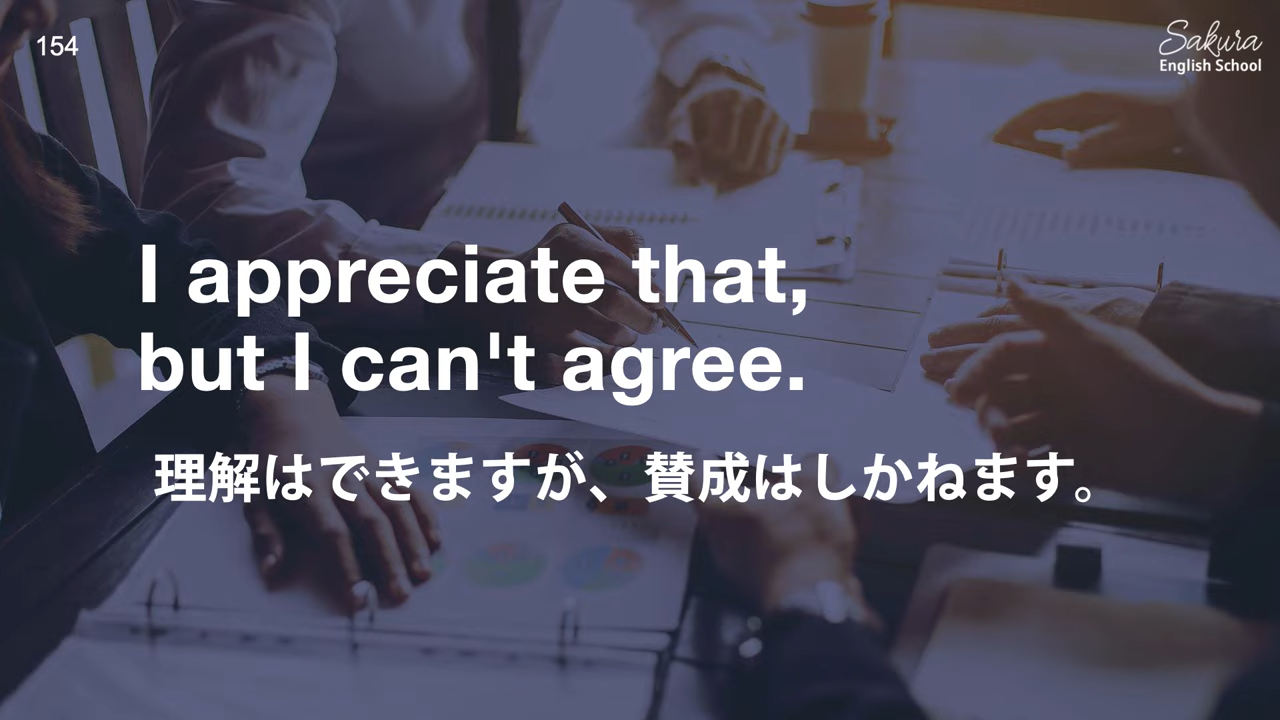 154
Sakura
English School
I appreciate that,
but I can't agree.
理解はできますが、賛成はしかねます。